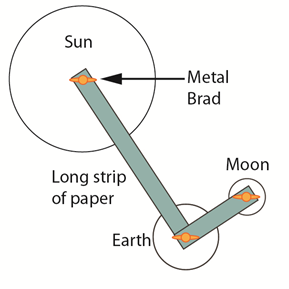 Sun
Metal
Brad
Long strip
of paper
Moon
Earth